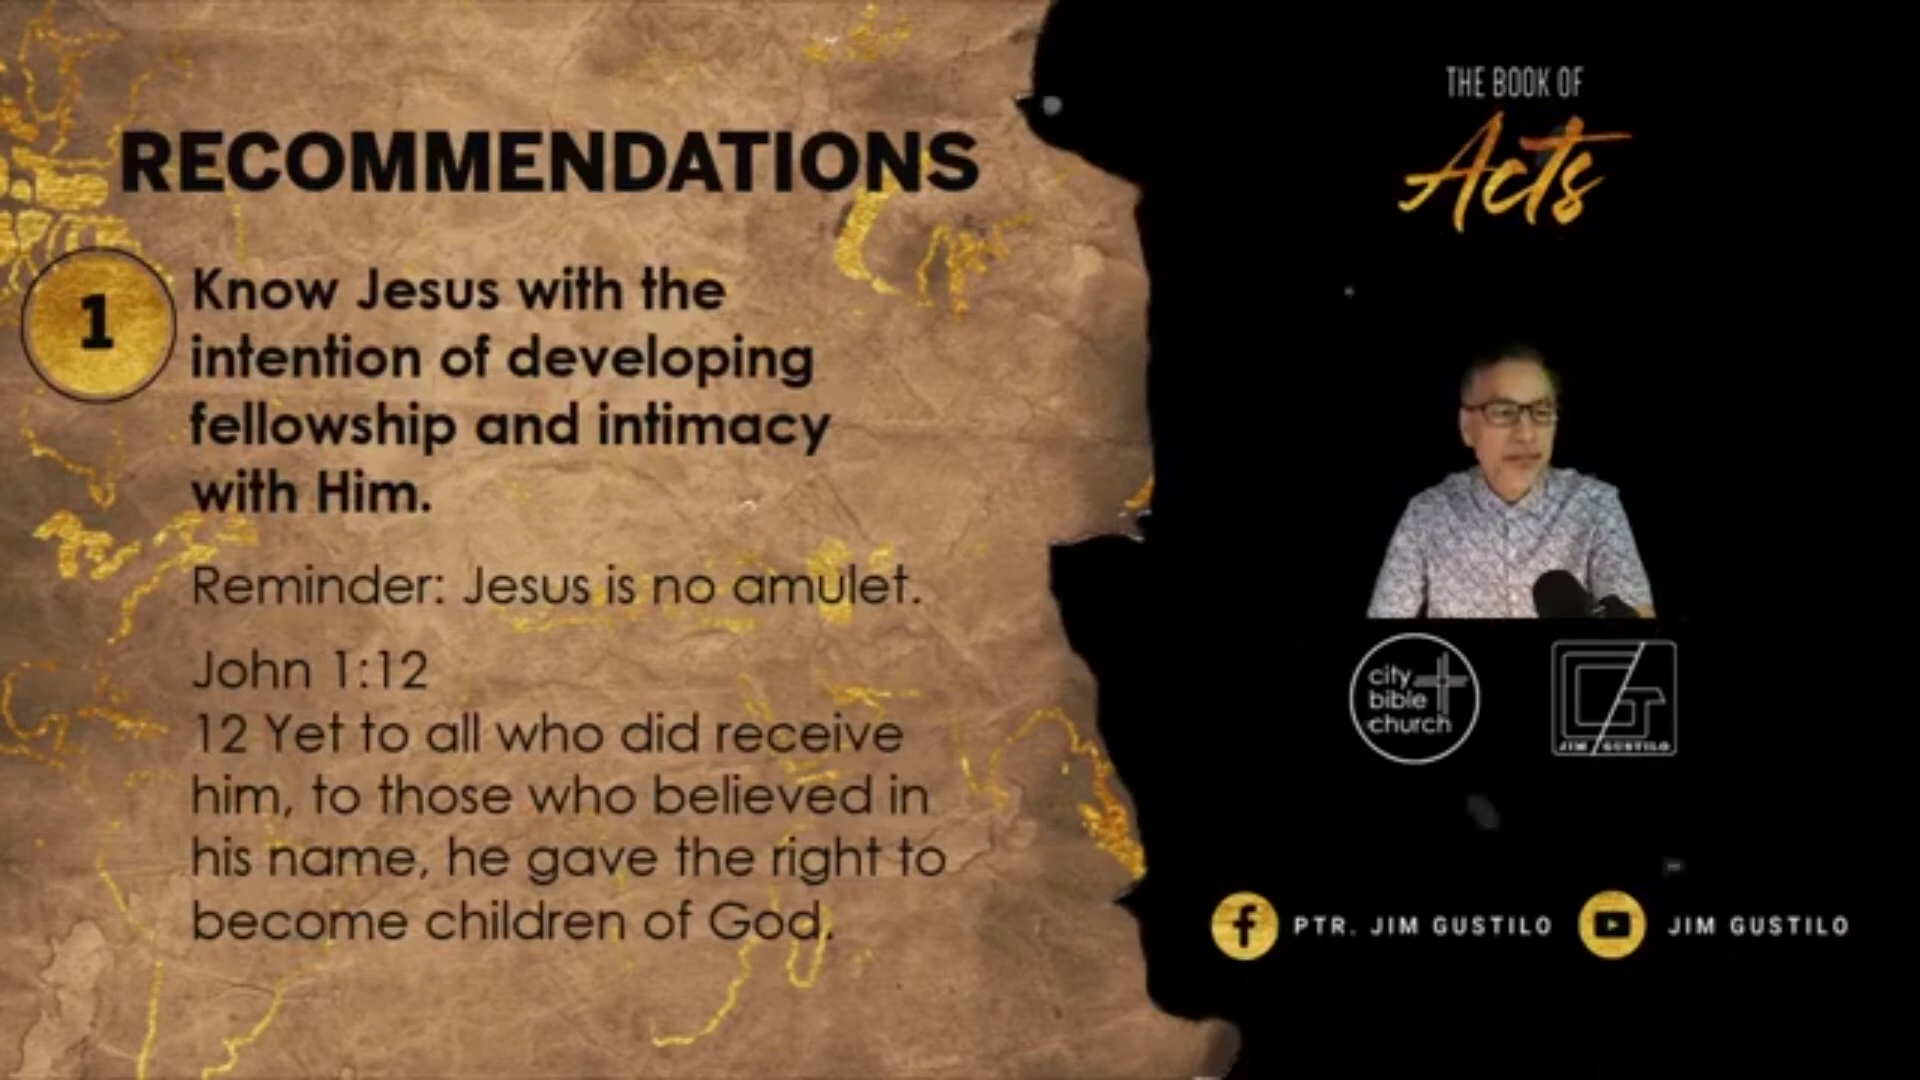 RECOMMENDATIONS
1
Know Jesus with the
intention of developing
fellowship and intimacy
with Him.
Reminder: Jesus is no amulet.
John 1:12
12 Yet to all who did receive
him, to those who believed in
his name, he gave the right to
become children of God.
THE BOOK OF
Acts
city
bible
church
JIM GUSTILO
PTR. JIM GUSTILO
JIM GUSTILO